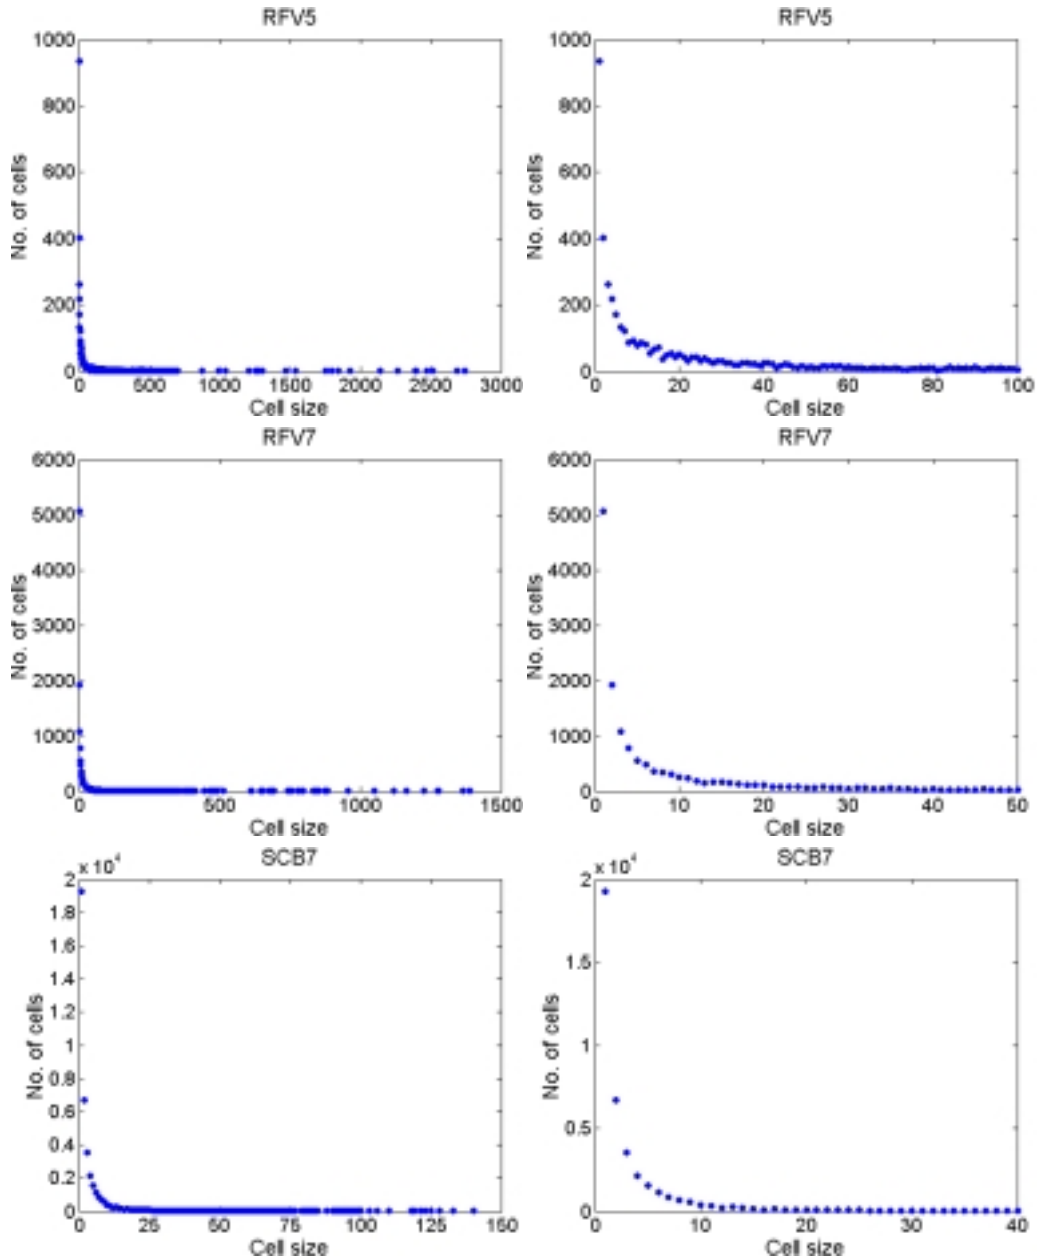 RFV5
1000
800
600
400
200
0
No. of cells
0 500 1000 1500 2000 2500 3000
Cell size
RFV5
1000
800
600
400
200
0
No. of cells
0 20 40 60 80 100
Cell size
RFV7
6000
5000
4000
3000
2000
1000
0
No. of cells
0 500 1000 1500
Cell size
RFV7
6000
5000
4000
3000
2000
1000
0
No. of cells
0 10 20 30 40 50
Cell size
SCB7
x 10^4
2
1.8
1.6
1.4
1.2
1
0.8
0.6
0.4
0.2
0
No. of cells
0 25 50 75 100 125 150
Cell size
SCB7
x 10^4
2
1.5
1
0.5
0
No. of cells
0 10 20 30 40
Cell size